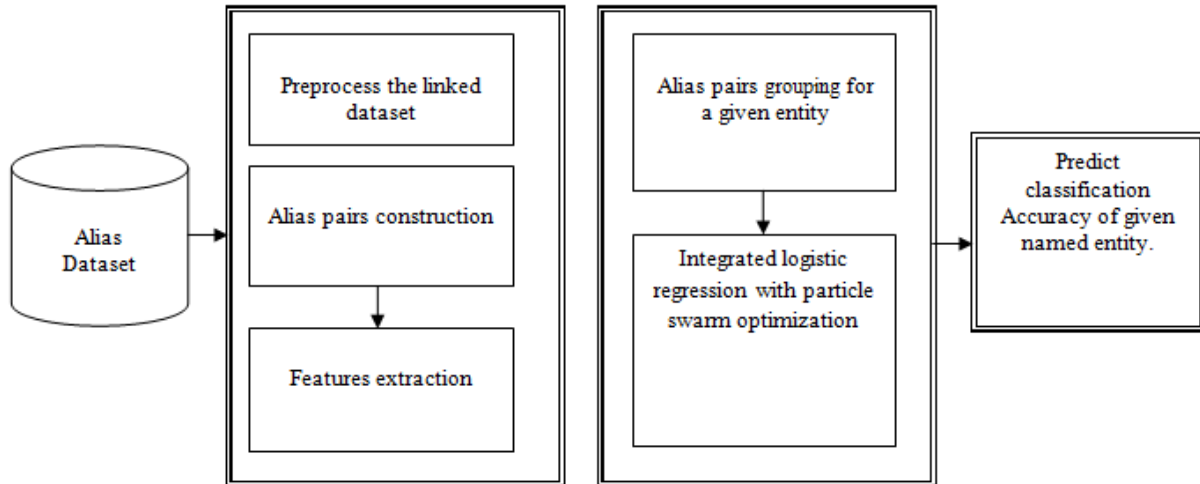 Alias
Dataset
Preprocess the linked
dataset
Alias pairs construction
Features extraction
Alias pairs grouping for
a given entity
Integrated logistic
regression with particle
swarm optimization
Predict
classification
Accuracy of given
named entity.